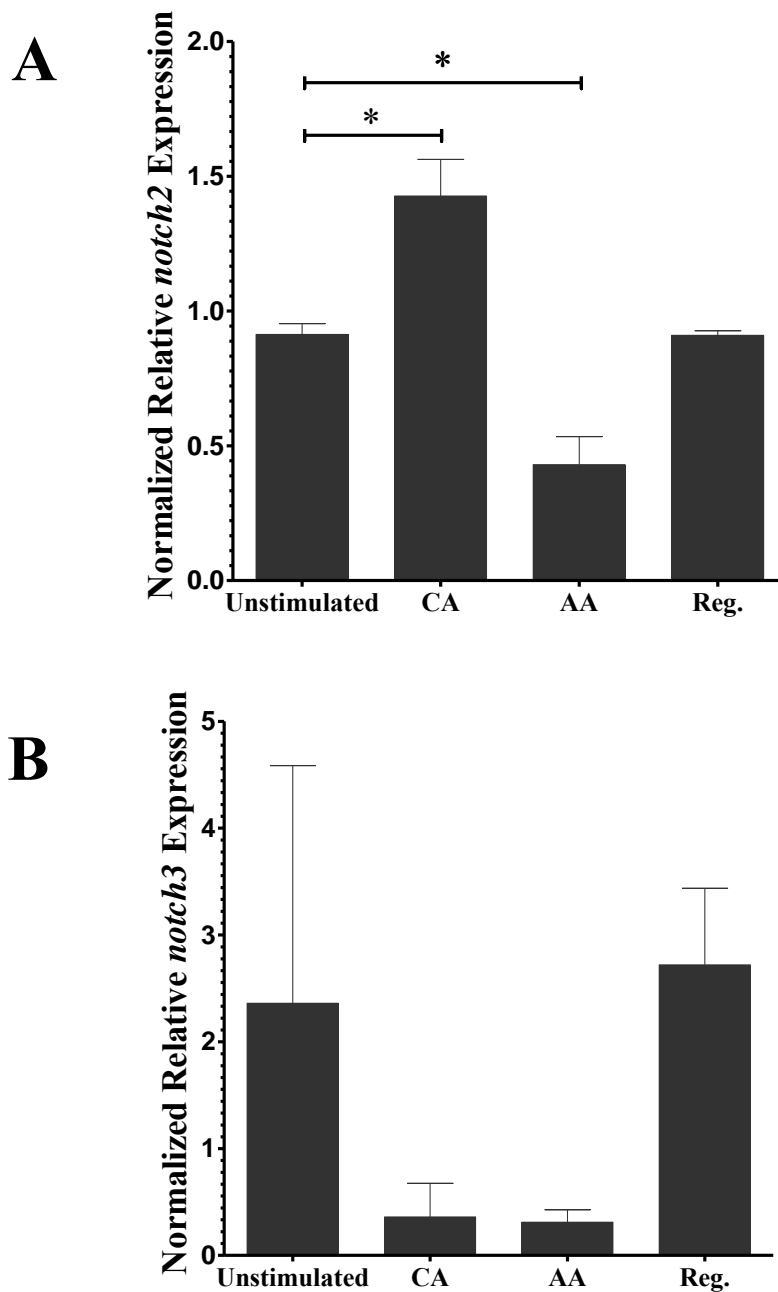 A
Normalized Relative notch2 Expression
2.0
1.5
1.0
0.5
0.0
*
*
Unstimulated CA AA Reg.
B
Normalized Relative notch3 Expression
5
4
3
2
1
0
Unstimulated CA AA Reg.